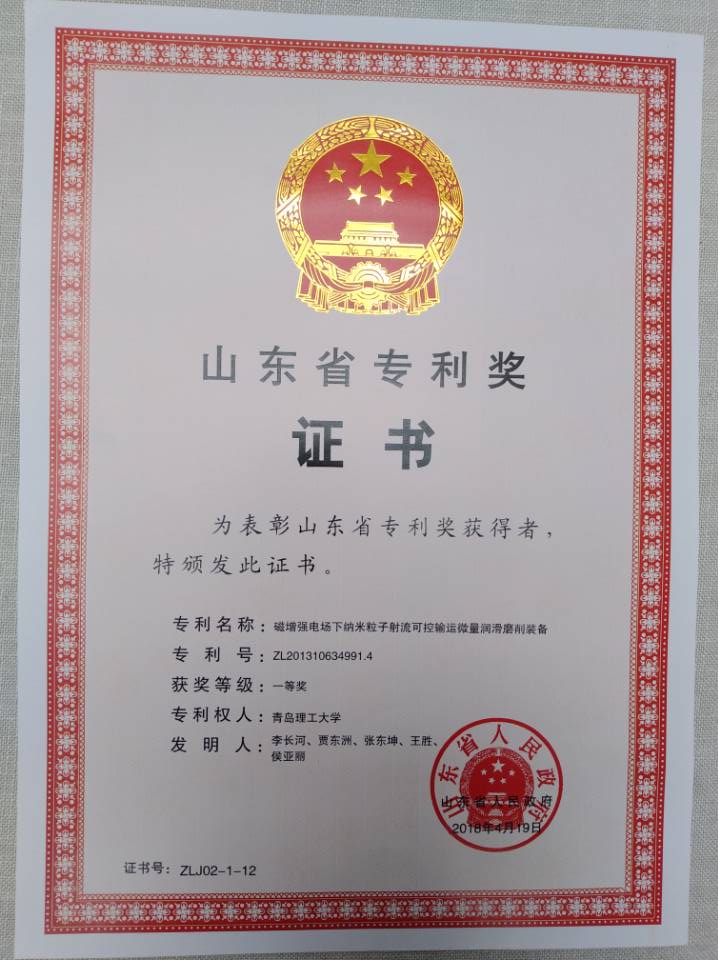 山东省专利奖
证书
为表彰山东省专利奖获得者，
特颁发此证书。
专利名称：磁增强电场下纳米粒子射流可控输运微量润滑磨削装备
专利号：ZL201310634991.4
获奖等级：一等奖
专利权人：青岛理工大学
发明人：李长河、贾东洲、张东坤、王胜、
侯亚丽
山东省人民政府
山东省人民政府
2018年4月19日
证书号：ZLJ02-1-12